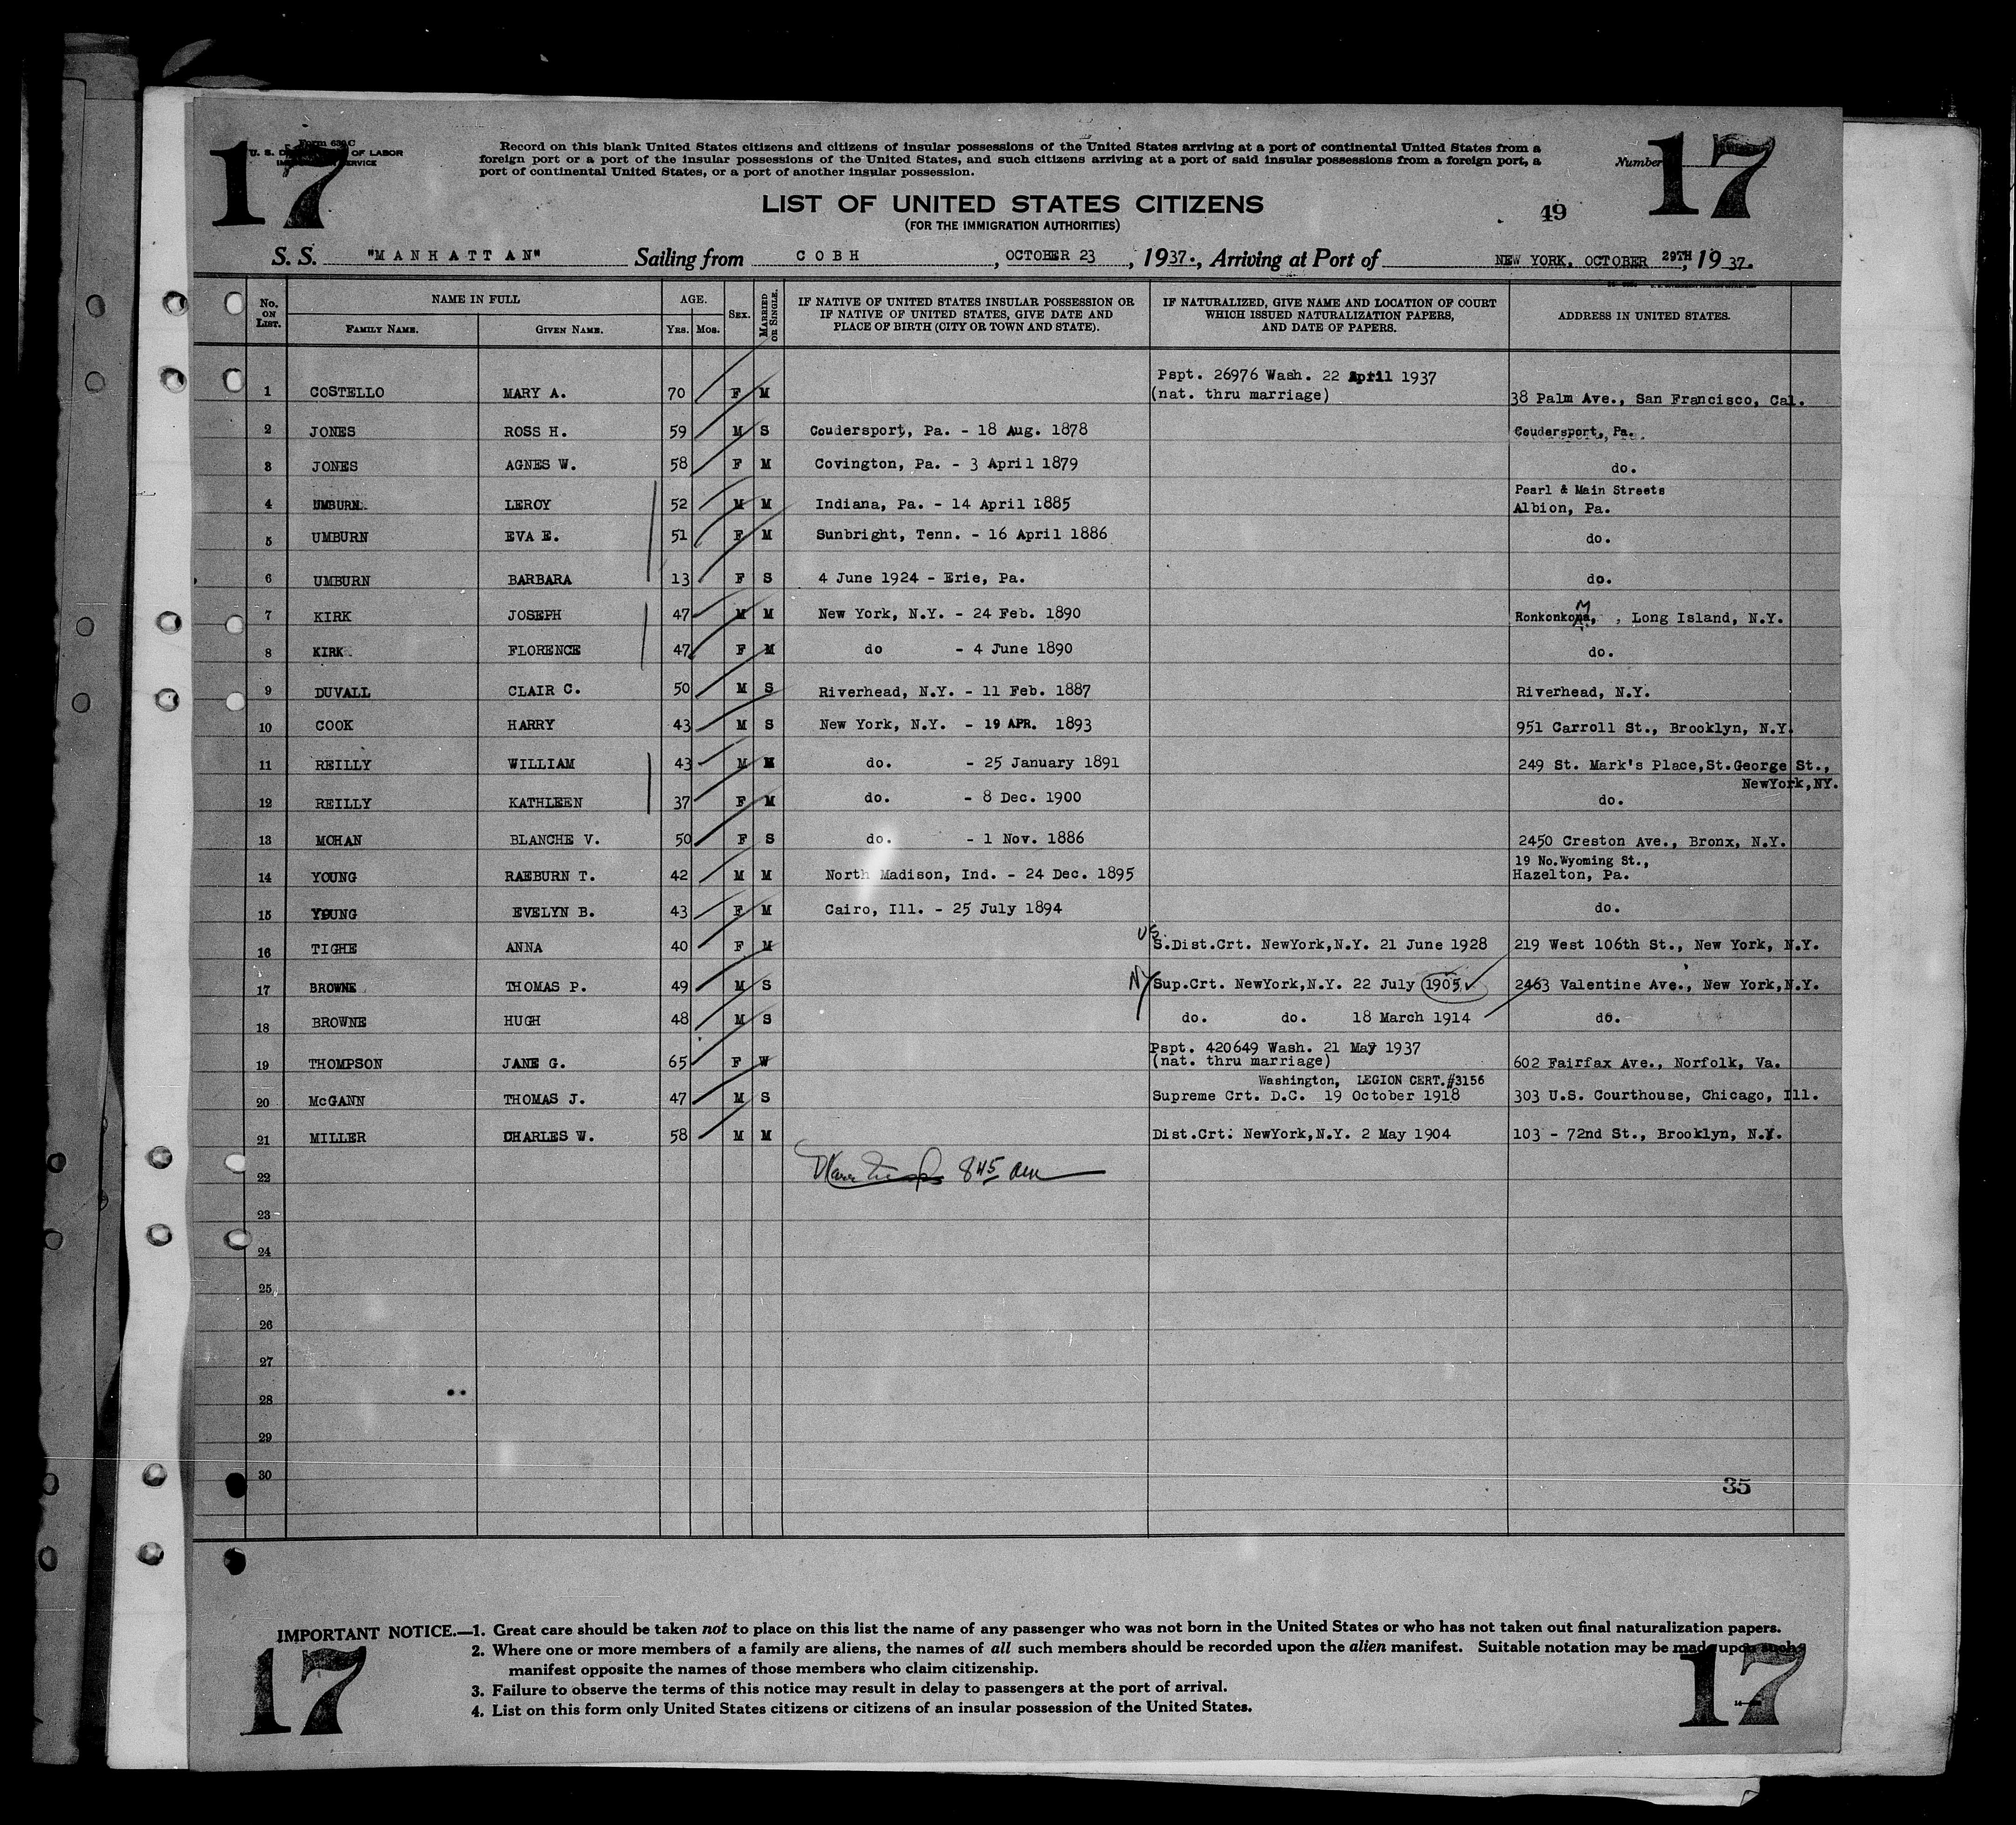 17
Form 630 C
U. S. D OF LABOR
SERVICE
Record on this blank United States citizens and citizens of insular possessions of the United States arriving at a port of continental United States from a
foreign port or a port of the insular possessions of the United States, and such citizens arriving at a port of said insular possessions from a foreign port, a
port of continental United States, or a port of another insular possession.
Number 17
LIST OF UNITED STATES CITIZENS
(FOR THE IMMIGRATION AUTHORITIES)
49
S. S. "MANHATTAN" Sailing from COBH, OCTOBER 23, 1937., Arriving at Port of NEW YORK, OCTOBER 29TH, 1937.
No. ON LIST. NAME IN FULL FAMILY NAME. GIVEN NAME. AGE. YRS. MOS. SEX. MARRIED OR SINGLE. IF NATIVE OF UNITED STATES INSULAR POSSESSION OR IF NATIVE OF UNITED STATES, GIVE DATE AND PLACE OF BIRTH (CITY OR TOWN AND STATE). IF NATURALIZED, GIVE NAME AND LOCATION OF COURT WHICH ISSUED NATURALIZATION PAPERS, AND DATE OF PAPERS. ADDRESS IN UNITED STATES.
Pspt. 26976 Wash. 22 April 1937
1 COSTELLO MARY A. 70 F M (nat. thru marriage) 38 Palm Ave., San Francisco, Cal.
2 JONES ROSS H. 59 M S Coudersport, Pa. - 18 Aug. 1878 Coudersport, Pa.
3 JONES AGNES W. 58 F M Covington, Pa. - 3 April 1879 do.
Pearl & Main Streets
4 UMBURN LEROY 52 M M Indiana, Pa. - 14 April 1885 Albion, Pa.
5 UMBURN EVA E. 51 F M Sunbright, Tenn. - 16 April 1886 do.
6 UMBURN BARBARA 13 F S 4 June 1924 - Erie, Pa. do.
7 KIRK JOSEPH 47 M M New York, N.Y. - 24 Feb. 1890 Ronkonkoma, , Long Island, N.Y.
8 KIRK FLORENCE 47 F M do - 4 June 1890 do.
9 DUVALL CLAIR C. 50 M S Riverhead, N.Y. - 11 Feb. 1887 Riverhead, N.Y.
10 COOK HARRY 43 M S New York, N.Y. - 19 APR. 1893 951 Carroll St., Brooklyn, N.Y.
11 REILLY WILLIAM 43 M M do. - 25 January 1891 249 St. Mark's Place,St.George St.,
NewYork,NY.
12 REILLY KATHLEEN 37 F M do. - 8 Dec. 1900 do.
13 MOHAN BLANCHE V. 50 F S do. - 1 Nov. 1886 2450 Creston Ave., Bronx, N.Y.
19 No.Wyoming St.,
14 YOUNG RAEBURN T. 42 M M North Madison, Ind. - 24 Dec. 1895 Hazelton, Pa.
15 YOUNG EVELYN B. 43 F M Cairo, Ill. - 25 July 1894 do.
16 TIGHE ANNA 40 F M US. S.Dist.Crt. NewYork,N.Y. 21 June 1928 219 West 106th St., New York, N.Y.
17 BROWNE THOMAS P. 49 M S NY Sup.Crt. NewYork,N.Y. 22 July 1905 2463 Valentine Ave., New York,N.Y.
18 BROWNE HUGH 48 M S do. do. 18 March 1914 do.
Pspt. 420649 Wash. 21 May 1937
19 THOMPSON JANE G. 65 F W (nat. thru marriage) 602 Fairfax Ave., Norfolk, Va.
Washington, LEGION CERT.#3156
20 McGANN THOMAS J. 47 M S Supreme Crt. D.C. 19 October 1918 303 U.S. Courthouse, Chicago, Ill.
21 MILLER CHARLES W. 58 M M Dist.Crt. NewYork,N.Y. 2 May 1904 103 - 72nd St., Brooklyn, N.Y.
22 845 am
23
24
25
26
27
28
29
30
35
IMPORTANT NOTICE.—1. Great care should be taken not to place on this list the name of any passenger who was not born in the United States or who has not taken out final naturalization papers.
2. Where one or more members of a family are aliens, the names of all such members should be recorded upon the alien manifest. Suitable notation may be made upon such
manifest opposite the names of those members who claim citizenship.
3. Failure to observe the terms of this notice may result in delay to passengers at the port of arrival.
4. List on this form only United States citizens or citizens of an insular possession of the United States.
17
17